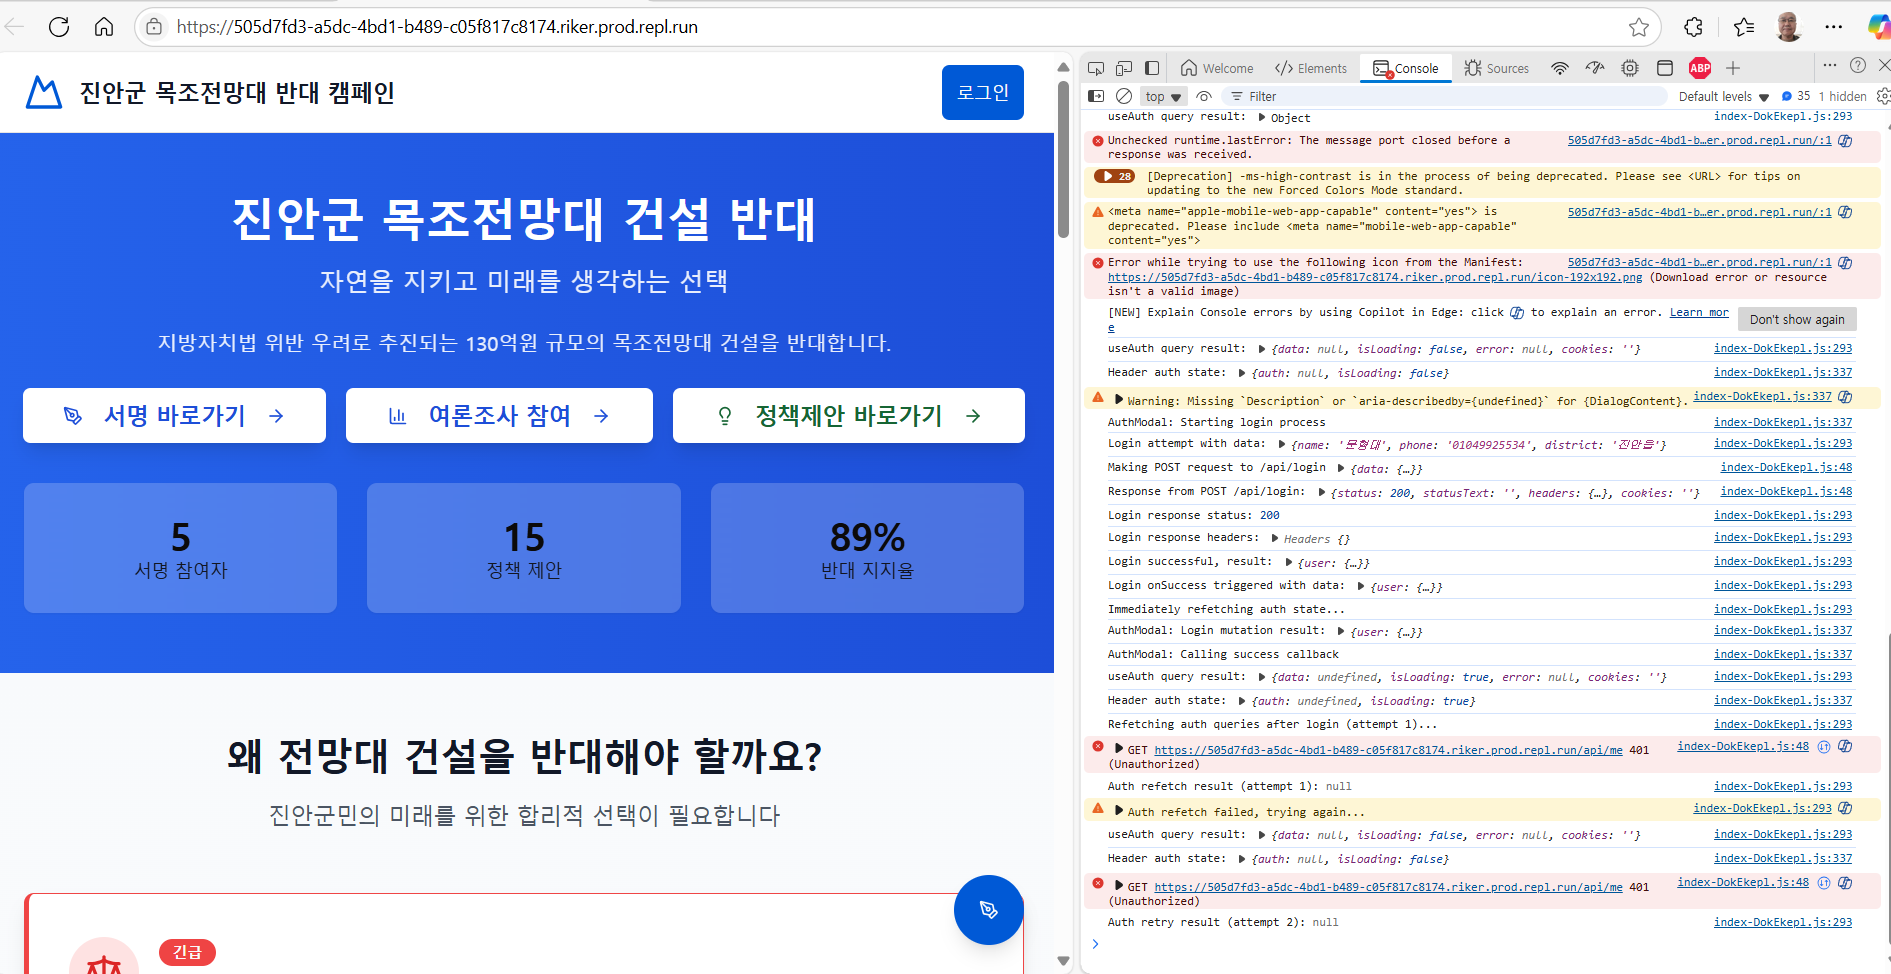 https://505d7fd3-a5dc-4bd1-b489-c05f817c8174.riker.prod.repl.run
진안군 목조전망대 반대 캠페인
로그인
진안군 목조전망대 건설 반대
자연을 지키고 미래를 생각하는 선택
지방자치법 위반 우려로 추진되는 130억원 규모의 목조전망대 건설을 반대합니다.
서명 바로가기 →
여론조사 참여 →
정책제안 바로가기 →
5
서명 참여자
15
정책 제안
89%
반대 지지율
왜 전망대 건설을 반대해야 할까요?
진안군민의 미래를 위한 합리적 선택이 필요합니다
긴급
Welcome
Elements
Console
Sources
ABP
top
Filter
Default levels
35
1 hidden
useAuth query result: ▶ Object index-DokEkepl.js:293
Unchecked runtime.lastError: The message port closed before a 505d7fd3-a5dc-4bd1-b…er.prod.repl.run/:1
response was received.
28 [Deprecation] -ms-high-contrast is in the process of being deprecated. Please see <URL> for tips on
updating to the new Forced Colors Mode standard.
<meta name="apple-mobile-web-app-capable" content="yes"> is 505d7fd3-a5dc-4bd1-b…er.prod.repl.run/:1
deprecated. Please include <meta name="mobile-web-app-capable"
content="yes">
Error while trying to use the following icon from the Manifest: 505d7fd3-a5dc-4bd1-b…er.prod.repl.run/:1
https://505d7fd3-a5dc-4bd1-b489-c05f817c8174.riker.prod.repl.run/icon-192x192.png (Download error or resource
isn't a valid image)
[NEW] Explain Console errors by using Copilot in Edge: click to explain an error. Learn mor
e
Don't show again
useAuth query result: ▶ {data: null, isLoading: false, error: null, cookies: ''} index-DokEkepl.js:293
Header auth state: ▶ {auth: null, isLoading: false} index-DokEkepl.js:337
▶ Warning: Missing `Description` or `aria-describedby={undefined}` for {DialogContent}. index-DokEkepl.js:337
AuthModal: Starting login process index-DokEkepl.js:337
Login attempt with data: ▶ {name: '문형대', phone: '01049925534', district: '진안읍'} index-DokEkepl.js:293
Making POST request to /api/login ▶ {data: {…}} index-DokEkepl.js:48
Response from POST /api/login: ▶ {status: 200, statusText: '', headers: {…}, cookies: ''} index-DokEkepl.js:48
Login response status: 200 index-DokEkepl.js:293
Login response headers: ▶ Headers {} index-DokEkepl.js:293
Login successful, result: ▶ {user: {…}} index-DokEkepl.js:293
Login onSuccess triggered with data: ▶ {user: {…}} index-DokEkepl.js:293
Immediately refetching auth state... index-DokEkepl.js:293
AuthModal: Login mutation result: ▶ {user: {…}} index-DokEkepl.js:337
AuthModal: Calling success callback index-DokEkepl.js:337
useAuth query result: ▶ {data: undefined, isLoading: true, error: null, cookies: ''} index-DokEkepl.js:293
Header auth state: ▶ {auth: undefined, isLoading: true} index-DokEkepl.js:337
Refetching auth queries after login (attempt 1)... index-DokEkepl.js:293
▶ GET https://505d7fd3-a5dc-4bd1-b489-c05f817c8174.riker.prod.repl.run/api/me 401 index-DokEkepl.js:48
(Unauthorized)
Auth refetch result (attempt 1): null index-DokEkepl.js:293
▶ Auth refetch failed, trying again... index-DokEkepl.js:293
useAuth query result: ▶ {data: null, isLoading: false, error: null, cookies: ''} index-DokEkepl.js:293
Header auth state: ▶ {auth: null, isLoading: false} index-DokEkepl.js:337
▶ GET https://505d7fd3-a5dc-4bd1-b489-c05f817c8174.riker.prod.repl.run/api/me 401 index-DokEkepl.js:48
(Unauthorized)
Auth retry result (attempt 2): null index-DokEkepl.js:293